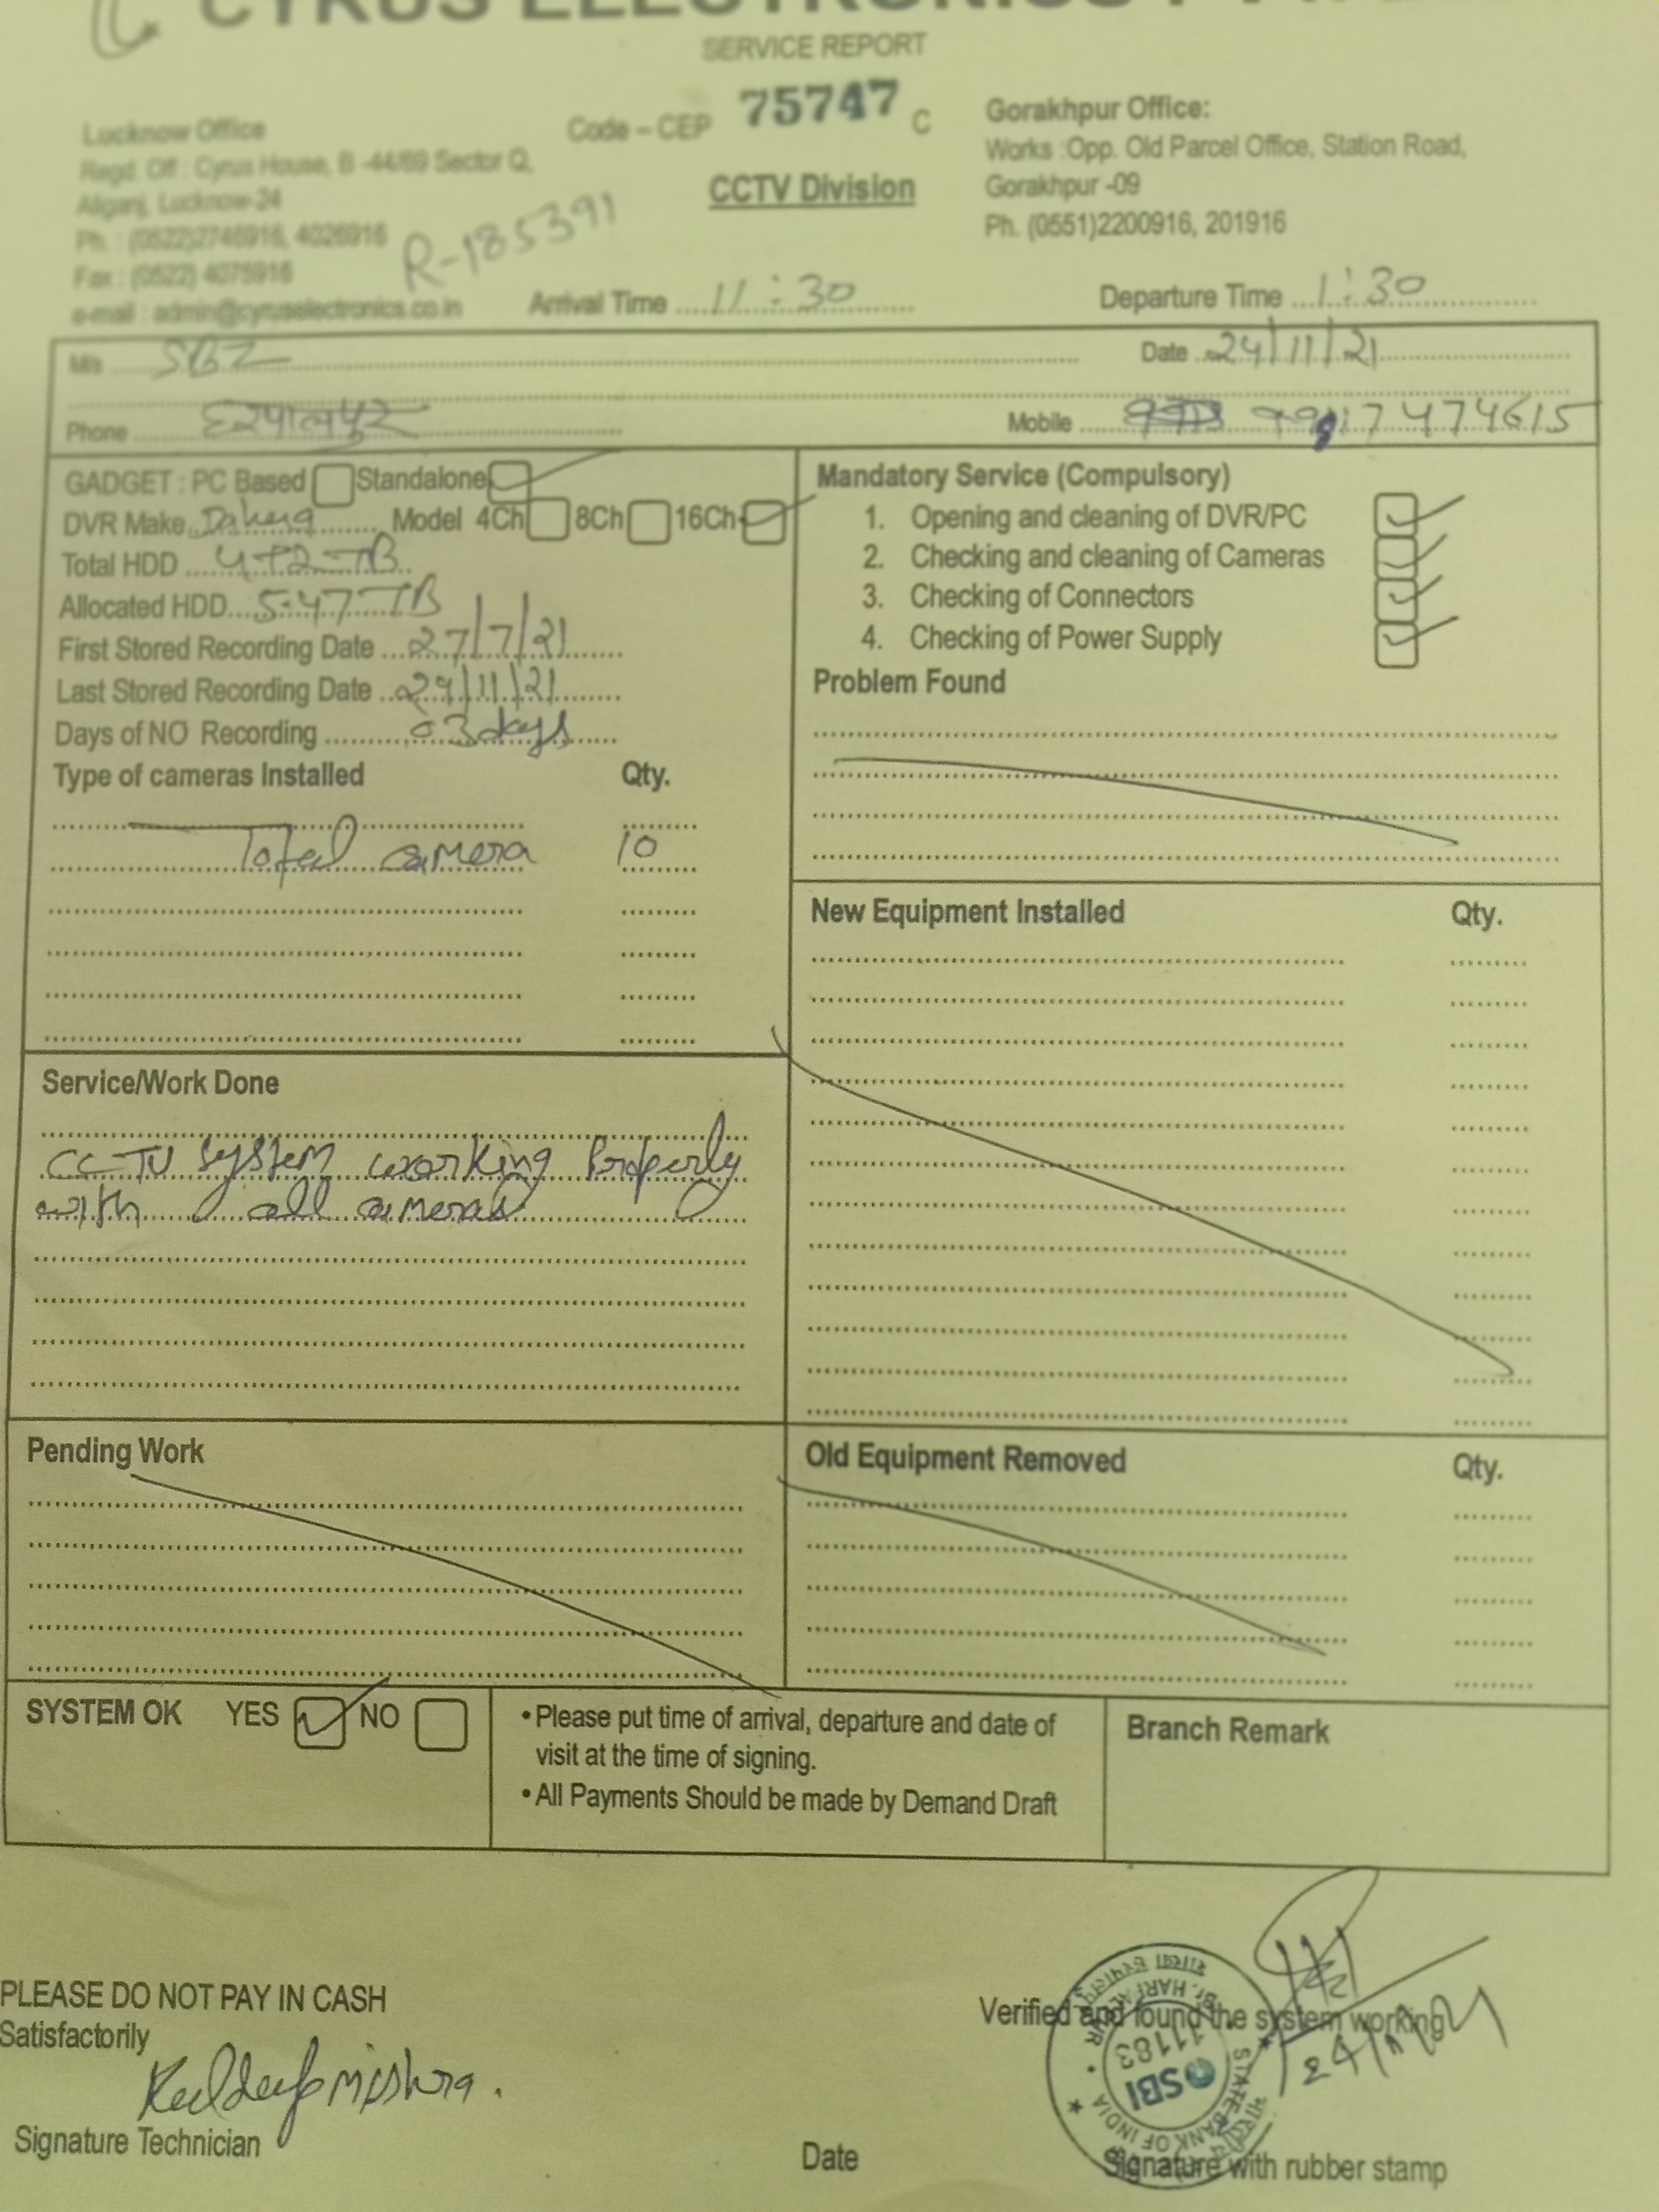 CYRUS ELECTRONICS
SERVICE REPORT
Code – CEP 75747 C
CCTV Division
Lucknow Office
Regd. Off : Cyrus House, B -44/69 Sector Q,
Aliganj, Lucknow-24
Ph. : (0522)2746916, 4026916
Fax : (0522) 4075916
e-mail : admin@cyruselectronics.co.in
R-185391
Gorakhpur Office:
Works :Opp. Old Parcel Office, Station Road,
Gorakhpur -09
Ph. (0551)2200916, 201916
Arrival Time 11:30
Departure Time 1:30
M/s SBI
Date 24/11/21
Phone हरपालपुर
Mobile 7474615
GADGET : PC Based Standalone
DVR Make Dahua Model 4Ch 8Ch 16Ch
Total HDD 4+2 TB
Allocated HDD 5.47 TB
First Stored Recording Date 27/7/21
Last Stored Recording Date 24/11/21
Days of NO Recording 03 days
Type of cameras Installed Qty.
Total camera 10
Mandatory Service (Compulsory)
1. Opening and cleaning of DVR/PC
2. Checking and cleaning of Cameras
3. Checking of Connectors
4. Checking of Power Supply
Problem Found
New Equipment Installed Qty.
Service/Work Done
CCTV system working Properly
with all cameras
Pending Work
Old Equipment Removed Qty.
SYSTEM OK YES NO
•Please put time of arrival, departure and date of
visit at the time of signing.
•All Payments Should be made by Demand Draft
Branch Remark
PLEASE DO NOT PAY IN CASH
Satisfactorily
Kuldeep Mishra.
Signature Technician
Date
Verified and found the system working
24/11/21
STATE BANK OF INDIA
SBI
11183
Signature with rubber stamp